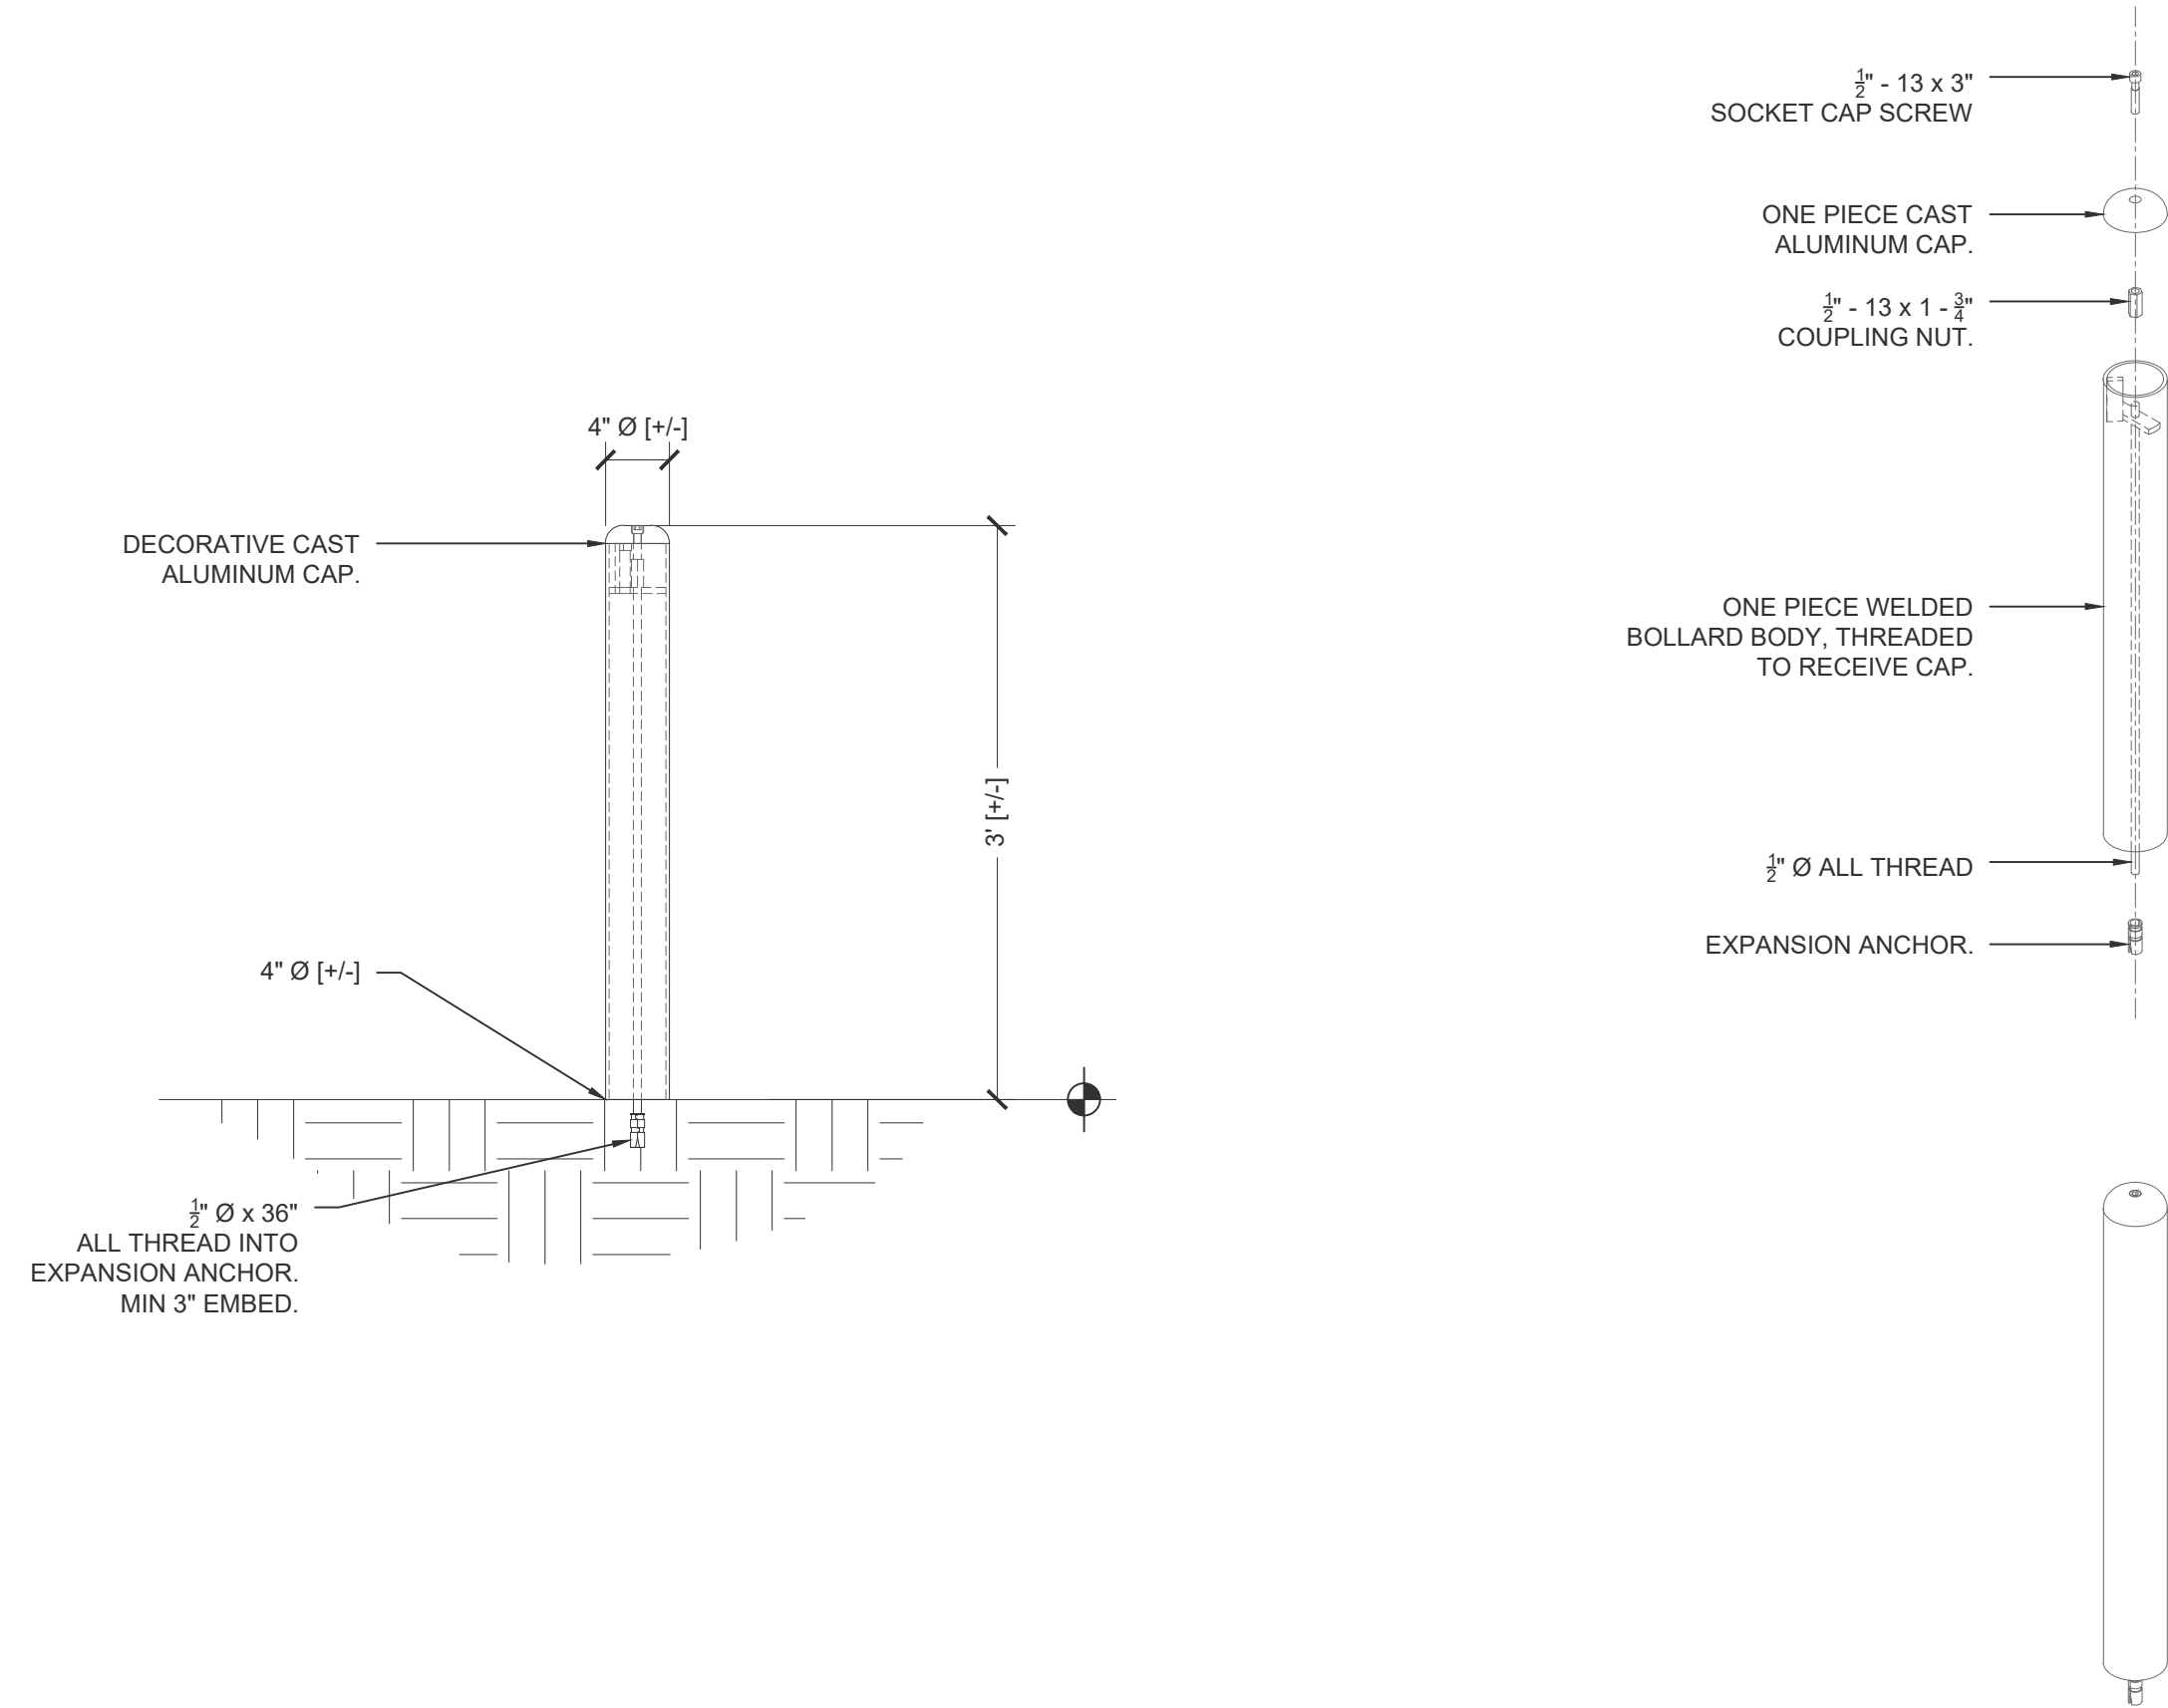 4" Ø [+/-]
DECORATIVE CAST
ALUMINUM CAP.
3' [+/-]
4" Ø [+/-]
½" Ø x 36"
ALL THREAD INTO
EXPANSION ANCHOR.
MIN 3" EMBED.
½" - 13 x 3"
SOCKET CAP SCREW
ONE PIECE CAST
ALUMINUM CAP.
½" - 13 x 1 - ¾"
COUPLING NUT.
ONE PIECE WELDED
BOLLARD BODY, THREADED
TO RECEIVE CAP.
½" Ø ALL THREAD
EXPANSION ANCHOR.